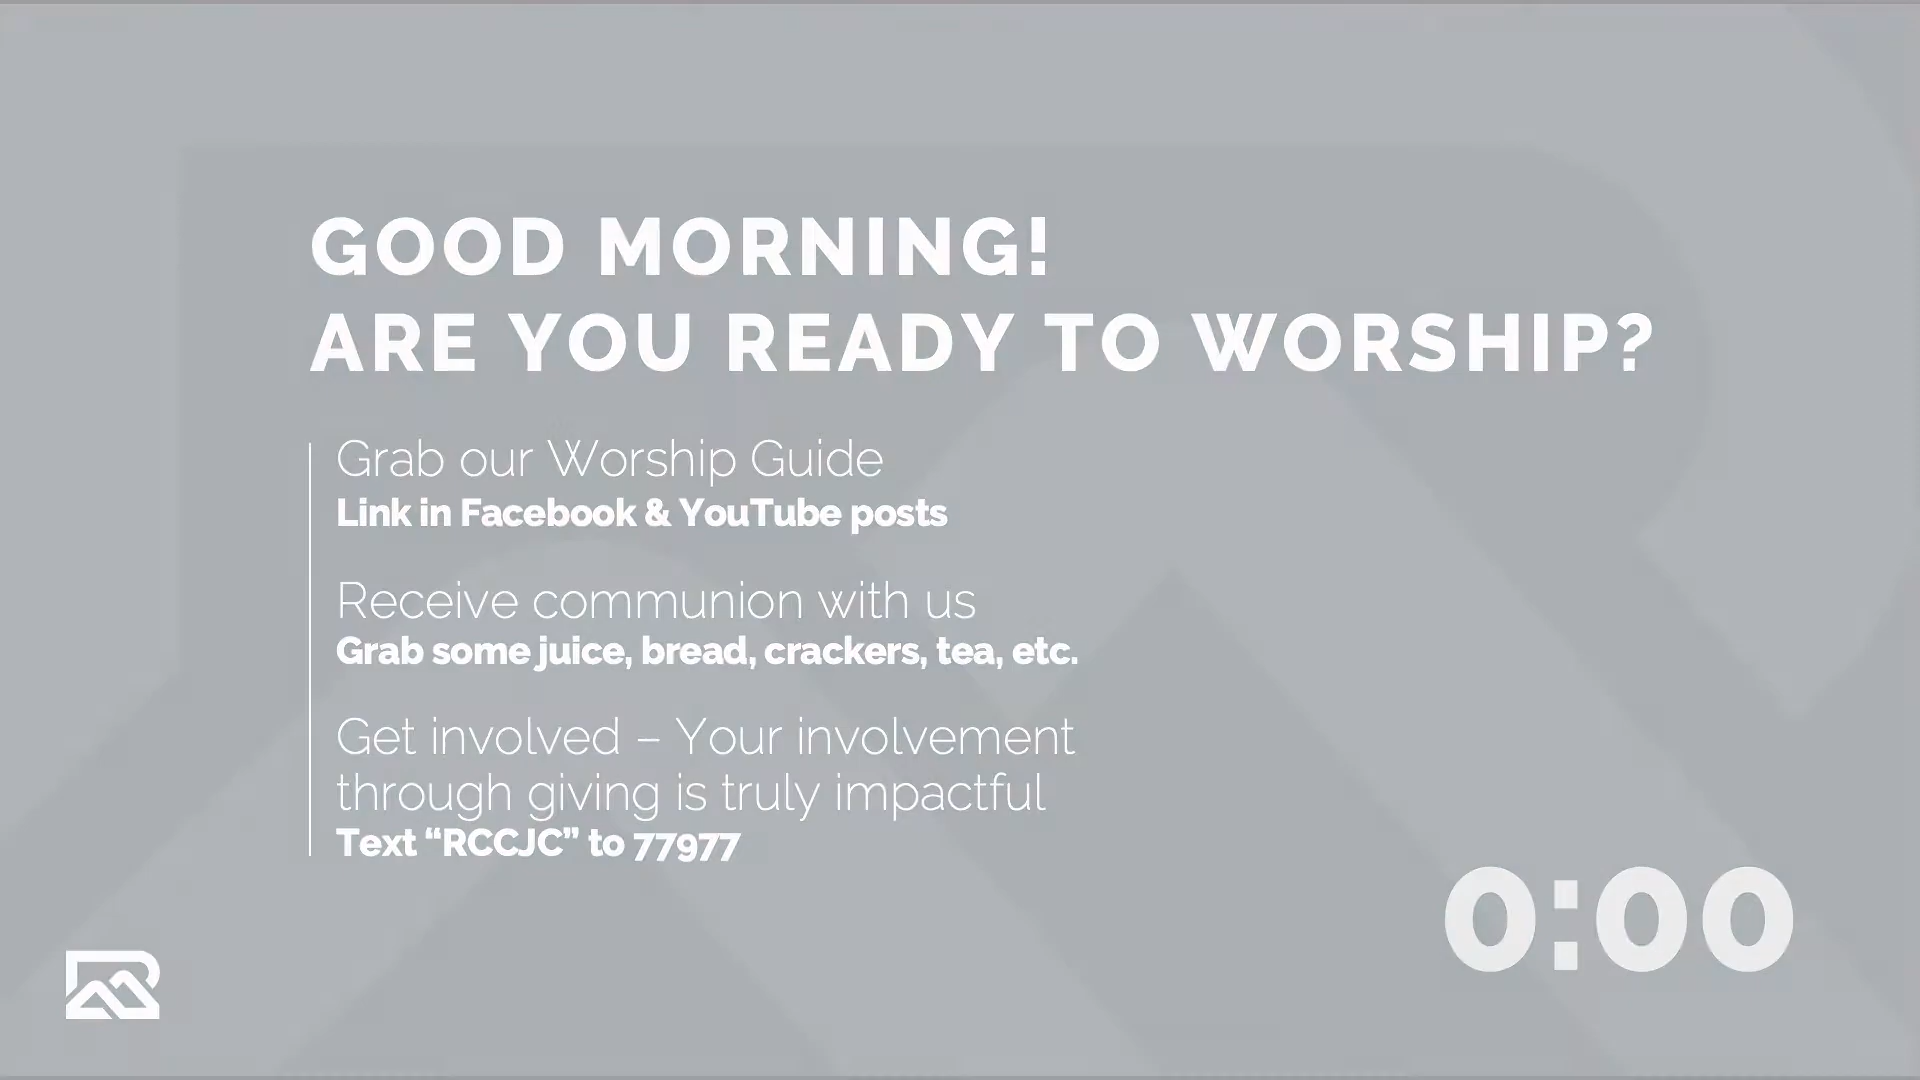 GOOD MORNING!
ARE YOU READY TO WORSHIP?
Grab our Worship Guide
Link in Facebook & YouTube posts
Receive communion with us
Grab some juice, bread, crackers, tea, etc.
Get involved – Your involvement
through giving is truly impactful
Text “RCCJC” to 77977
0:00